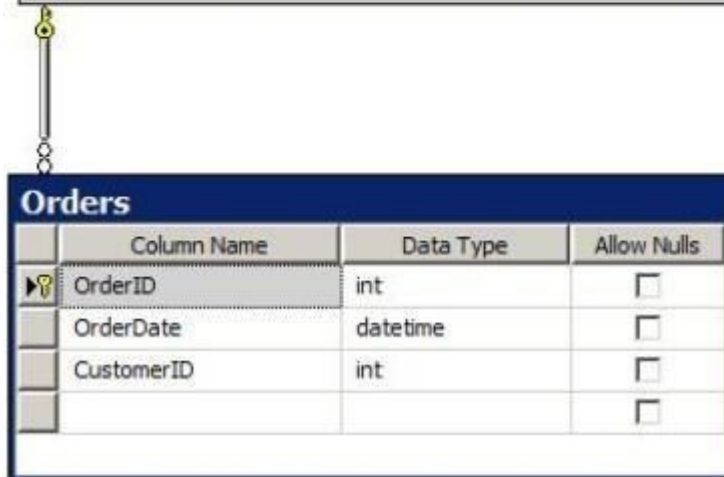 Orders
Column Name Data Type Allow Nulls
OrderID int
OrderDate datetime
CustomerID int